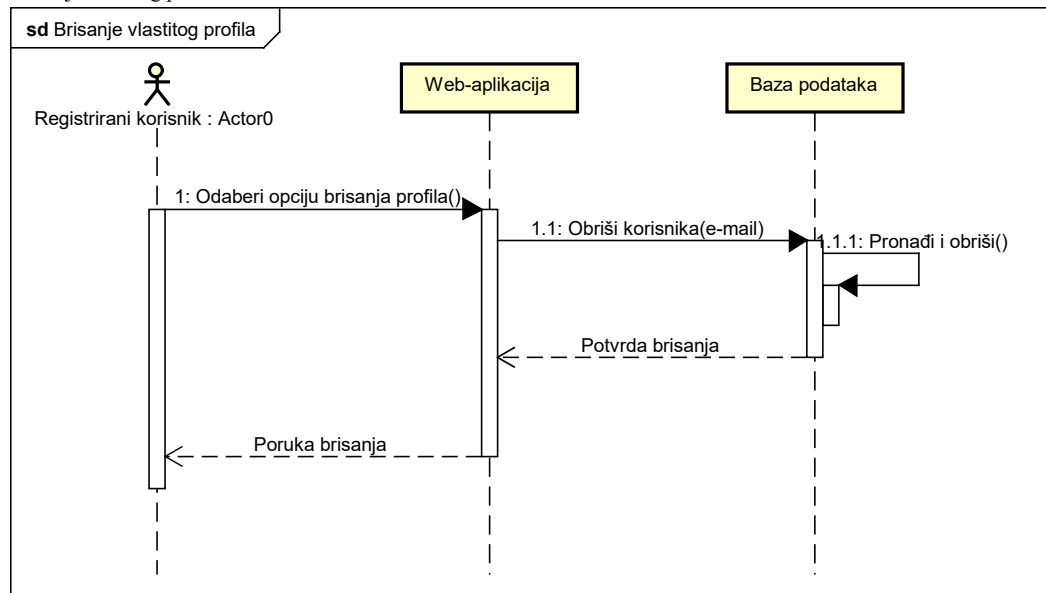 sd Brisanje vlastitog profila
Registrirani korisnik : Actor0
Web-aplikacija
Baza podataka
1: Odaberi opciju brisanja profila()
1.1: Obriši korisnika(e-mail)
1.1.1: Pronađi i obriši()
Potvrda brisanja
Poruka brisanja